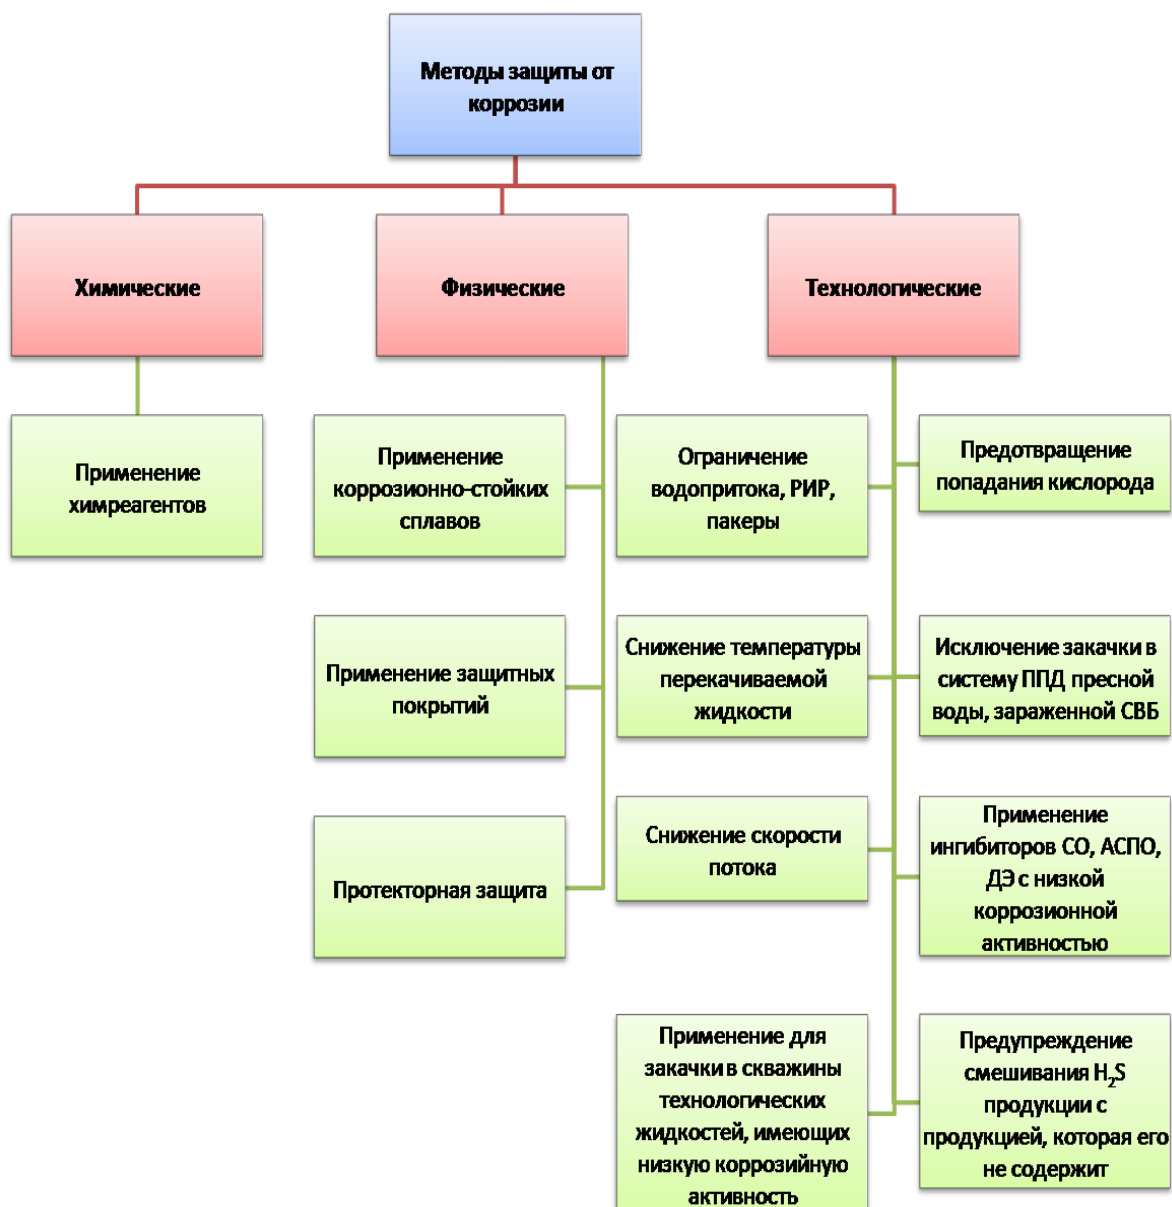 Методы защиты от
коррозии
Химические
Физические
Технологические
Применение
химреагентов
Применение
коррозионно-стойких
сплавов
Применение защитных
покрытий
Протекторная защита
Ограничение
водопритока, РИР,
пакеры
Предотвращение
попадания кислорода
Снижение температуры
перекачиваемой
жидкости
Исключение закачки в
систему ППД пресной
воды, зараженной СВБ
Снижение скорости
потока
Применение
ингибиторов СО, АСПО,
ДЭ с низкой
коррозионной
активностью
Применение для
закачки в скважины
технологических
жидкостей, имеющих
низкую коррозийную
активность
Предупреждение
смешивания H₂S
продукции с
продукцией, которая его
не содержит